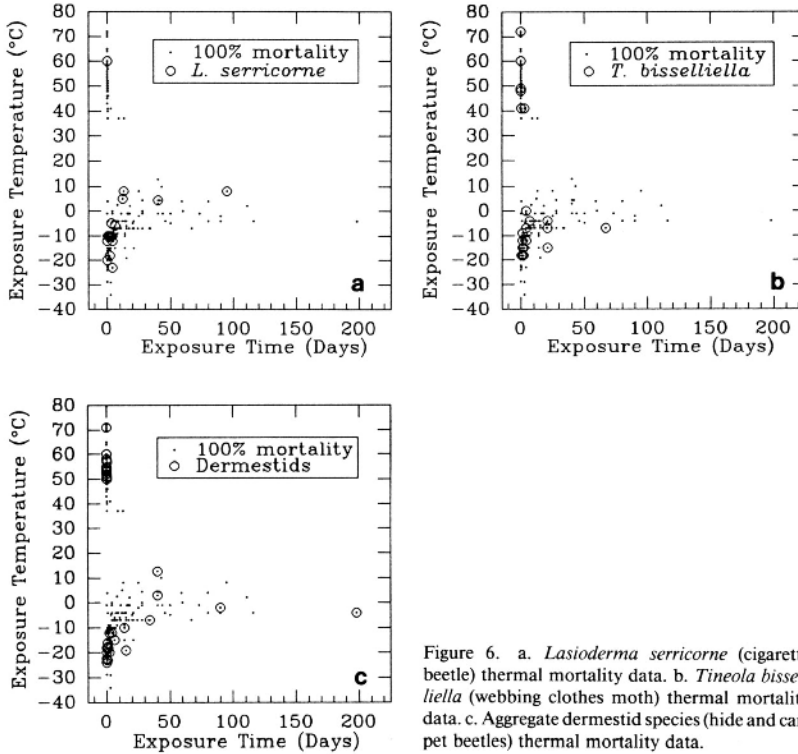 80
70
60
50
40
30
20
10
0
−10
−20
−30
−40
Exposure Temperature (°C)
100% mortality
L. serricorne
a
0 50 100 150 200
Exposure Time (Days)
80
70
60
50
40
30
20
10
0
−10
−20
−30
−40
Exposure Temperature (°C)
100% mortality
T. bisselliella
b
0 50 100 150 200
Exposure Time (Days)
80
70
60
50
40
30
20
10
0
−10
−20
−30
−40
Exposure Temperature (°C)
100% mortality
Dermestids
c
0 50 100 150 200
Exposure Time (Days)
Figure 6. a. Lasioderma serricorne (cigarett
beetle) thermal mortality data. b. Tineola bisse
liella (webbing clothes moth) thermal mortalit
data. c. Aggregate dermestid species (hide and car
pet beetles) thermal mortality data.